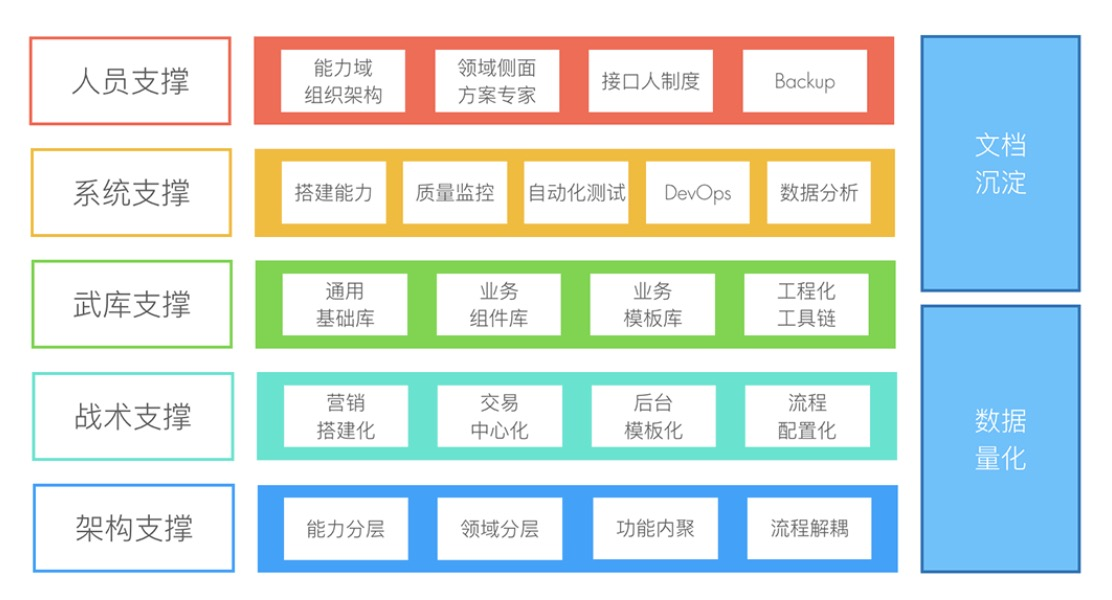 人员支撑
能力域
组织架构
领域侧面
方案专家
接口人制度
Backup
系统支撑
搭建能力
质量监控
自动化测试
DevOps
数据分析
武库支撑
通用
基础库
业务
组件库
业务
模板库
工程化
工具链
战术支撑
营销
搭建化
交易
中心化
后台
模板化
流程
配置化
架构支撑
能力分层
领域分层
功能内聚
流程解耦
文档
沉淀
数据
量化